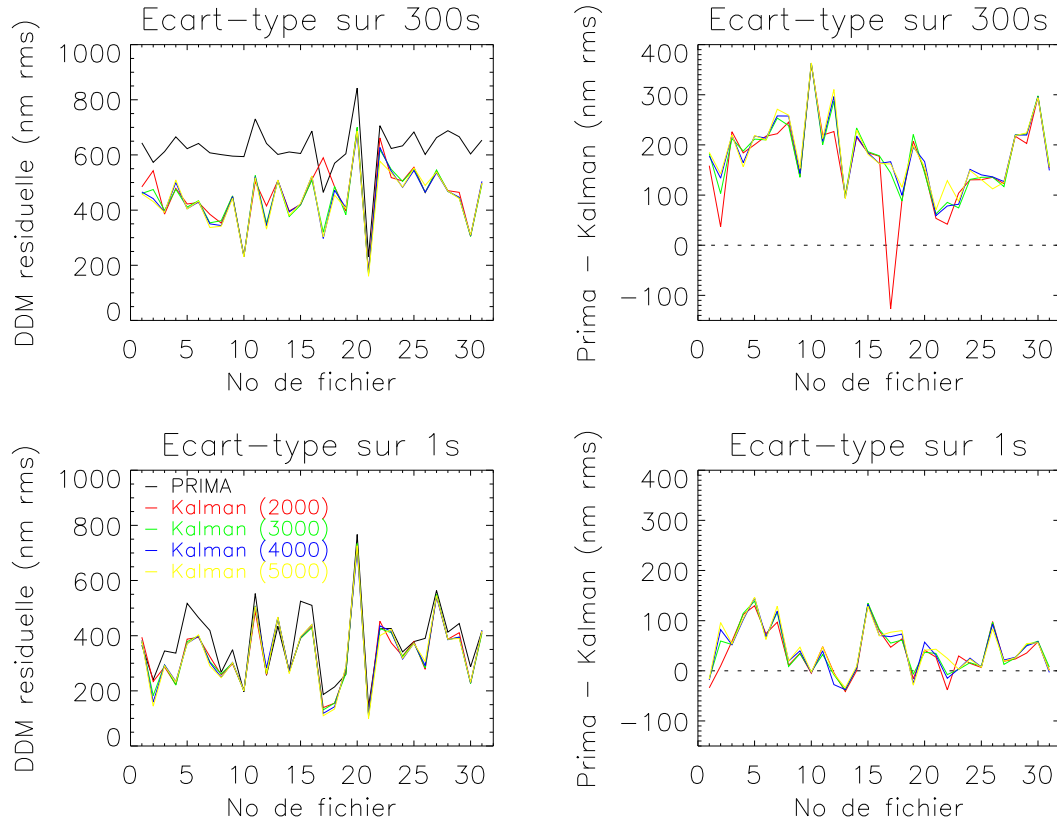 Ecart-type sur 300s
DDM residuelle (nm rms)
1000
800
600
400
200
0
0 5 10 15 20 25 30
No de fichier
Ecart-type sur 300s
Prima - Kalman (nm rms)
400
300
200
100
0
-100
0 5 10 15 20 25 30
No de fichier
Ecart-type sur 1s
DDM residuelle (nm rms)
1000
800
600
400
200
0
PRIMA
Kalman (2000)
Kalman (3000)
Kalman (4000)
Kalman (5000)
0 5 10 15 20 25 30
No de fichier
Ecart-type sur 1s
Prima - Kalman (nm rms)
400
300
200
100
0
-100
0 5 10 15 20 25 30
No de fichier